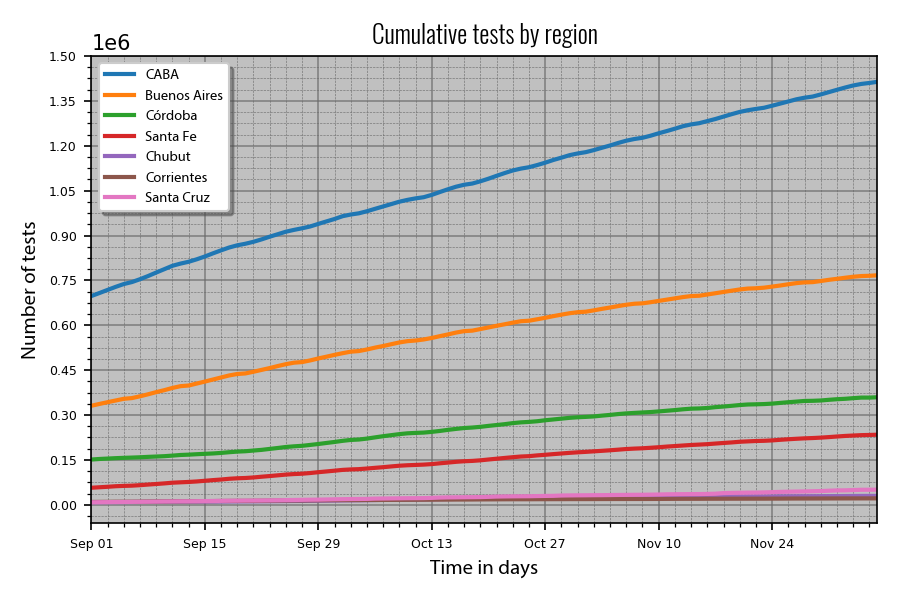 Cumulative tests by region
1e6
1.50
1.35
1.20
1.05
0.90
0.75
0.60
0.45
0.30
0.15
0.00
Number of tests
CABA
Buenos Aires
Córdoba
Santa Fe
Chubut
Corrientes
Santa Cruz
Sep 01 Sep 15 Sep 29 Oct 13 Oct 27 Nov 10 Nov 24
Time in days